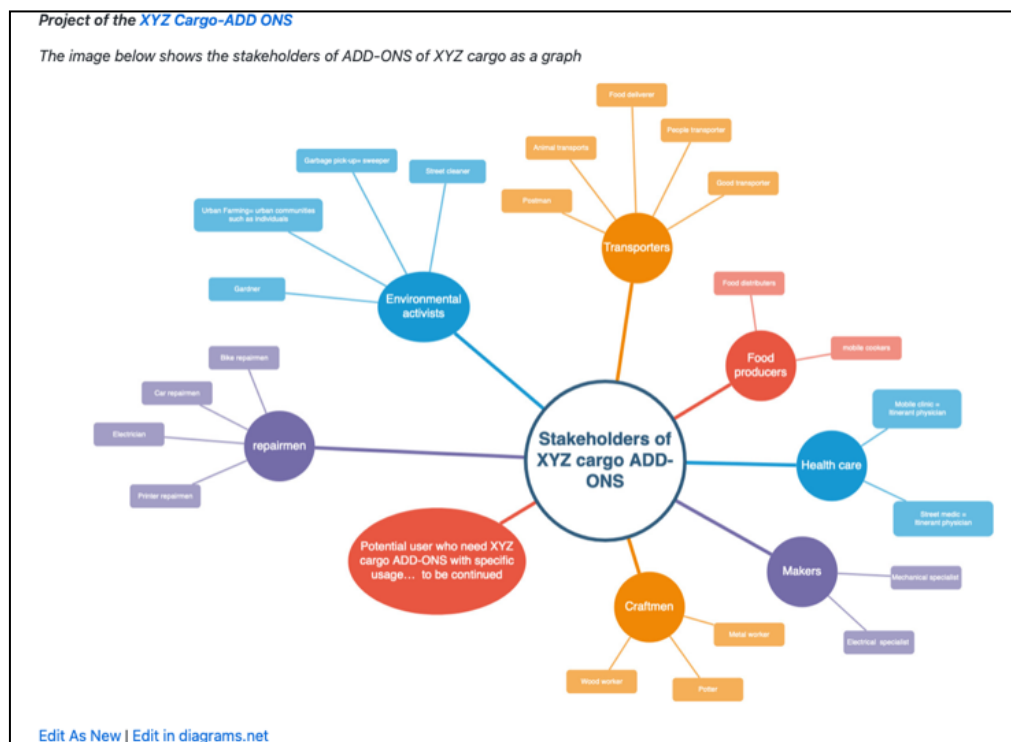 Project of the XYZ Cargo-ADD ONS
The image below shows the stakeholders of ADD-ONS of XYZ cargo as a graph
Food deliverer
People transporter
Animal transports
Good transporter
Postman
Transporters
Garbage pick-up= sweeper
Street cleaner
Urban Farming= urban communities
such as individuals
Gardner
Environmental
activists
Food distributers
mobile cookers
Food
producers
Bike repairmen
Car repairmen
Electrician
Printer repairmen
repairmen
Stakeholders of
XYZ cargo ADD-
ONS
Mobile clinic =
Itinerant physician
Health care
Street medic =
Itinerant physician
Potential user who need XYZ
cargo ADD-ONS with specific
usage... to be continued
Makers
Mechanical specialist
Electrical specialist
Craftmen
Metal worker
Wood worker
Potter
Edit As New | Edit in diagrams.net